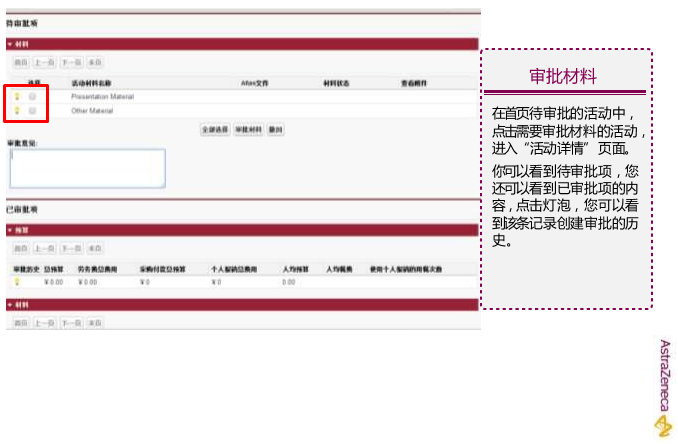 待审批项
材料
首页 上一页 下一页 末页
选择 活动材料名称 Altos文件 材料状态 查看附件
Presentation Material
Other Material
全部选择 审批材料 撤回
审批意见:
已审批项
预算
首页 上一页 下一页 末页
审批历史 总预算 劳务费总费用 采购付款总预算 个人报销总费用 人均预算 人均餐费 使用个人报销的用餐次数
¥0.00 ¥0.00 ¥0 ¥0 0.00
材料
首页 上一页 下一页 末页
审批材料
在首页待审批的活动中，
点击需要审批材料的活动，
进入“活动详情”页面。
你可以看到待审批项，您
还可以看到已审批项的内
容，点击灯泡，您可以看
到该条记录创建审批的历
史。
AstraZeneca